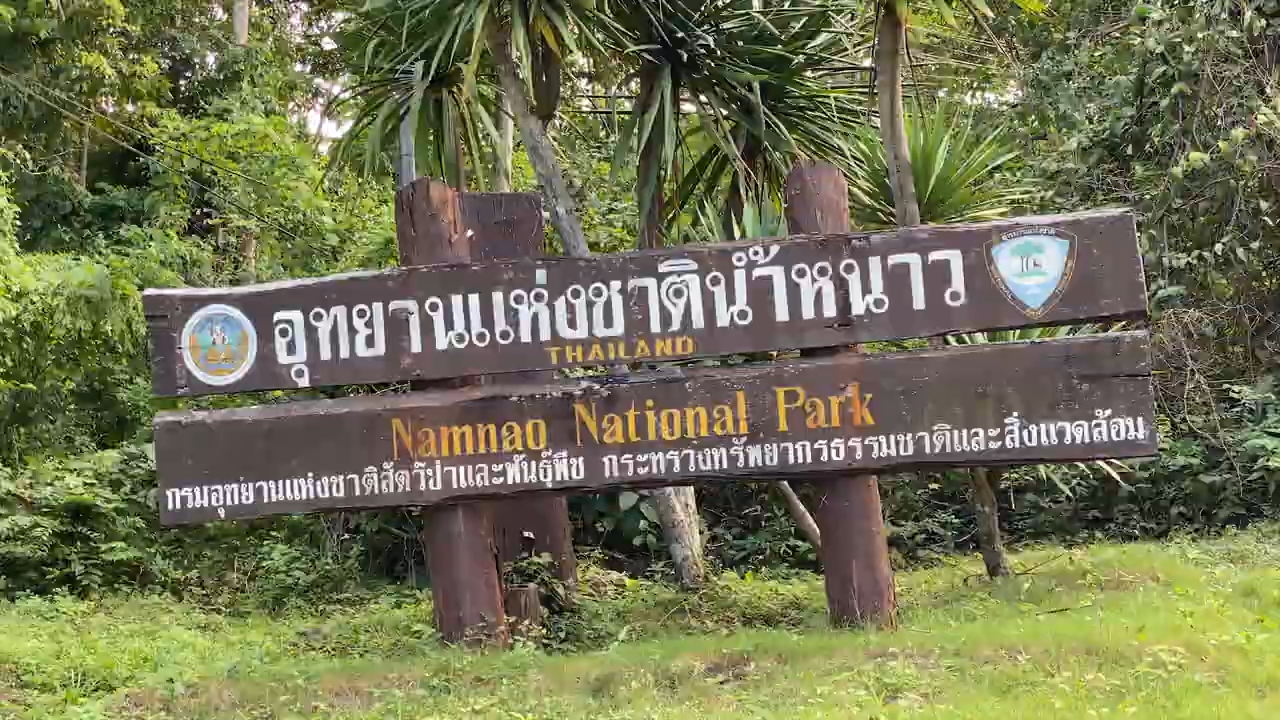 อุทยานแห่งชาติน้ำหนาว
THAILAND
Namnao National Park
กรมอุทยานแห่งชาติสัตว์ป่าและพันธุ์พืช กระทรวงทรัพยากรธรรมชาติและสิ่งแวดล้อม